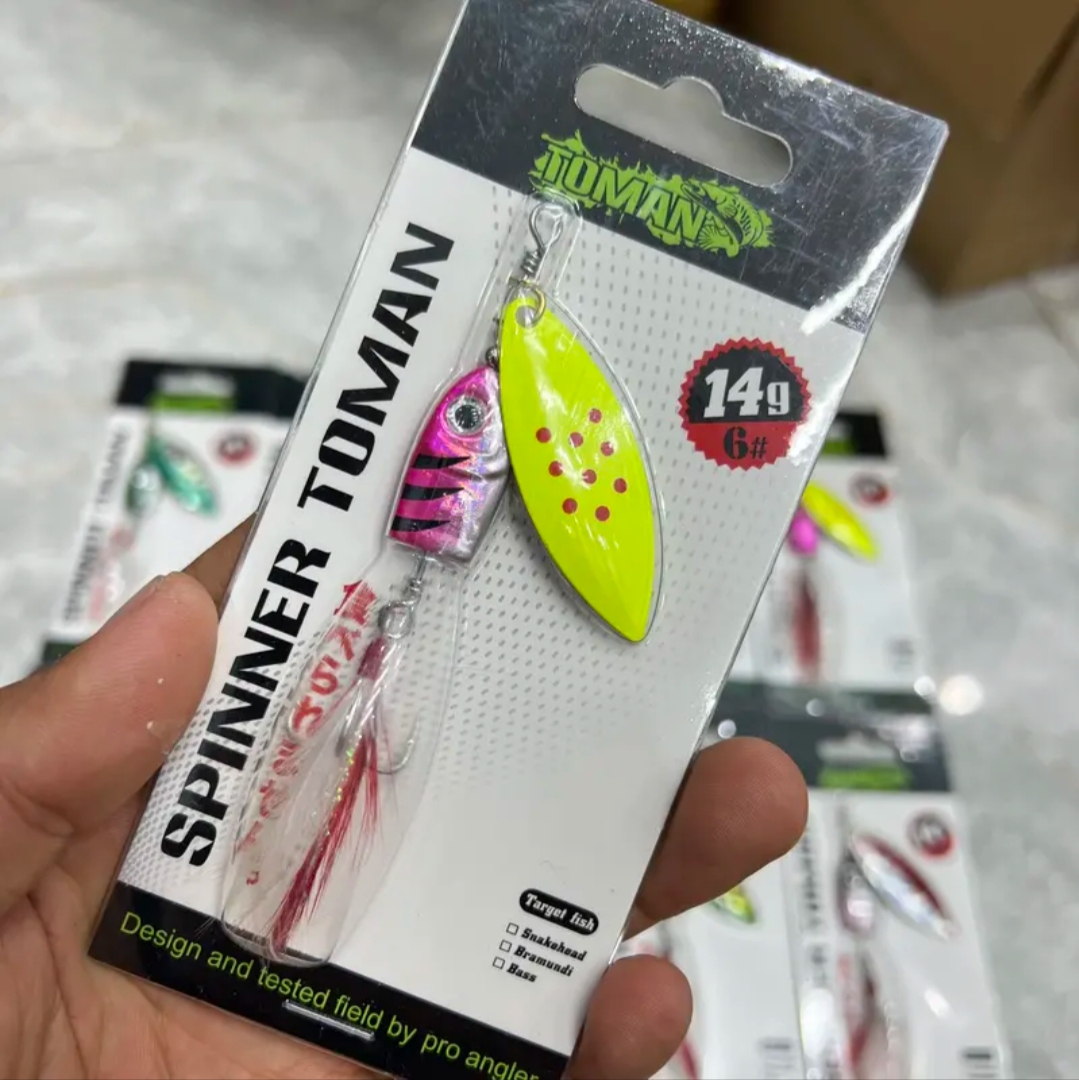 TOMAN
14g
6#
SPINNER TOMAN
Target fish
Snakehead
Bramundi
Bass
Design and tested field by pro angler